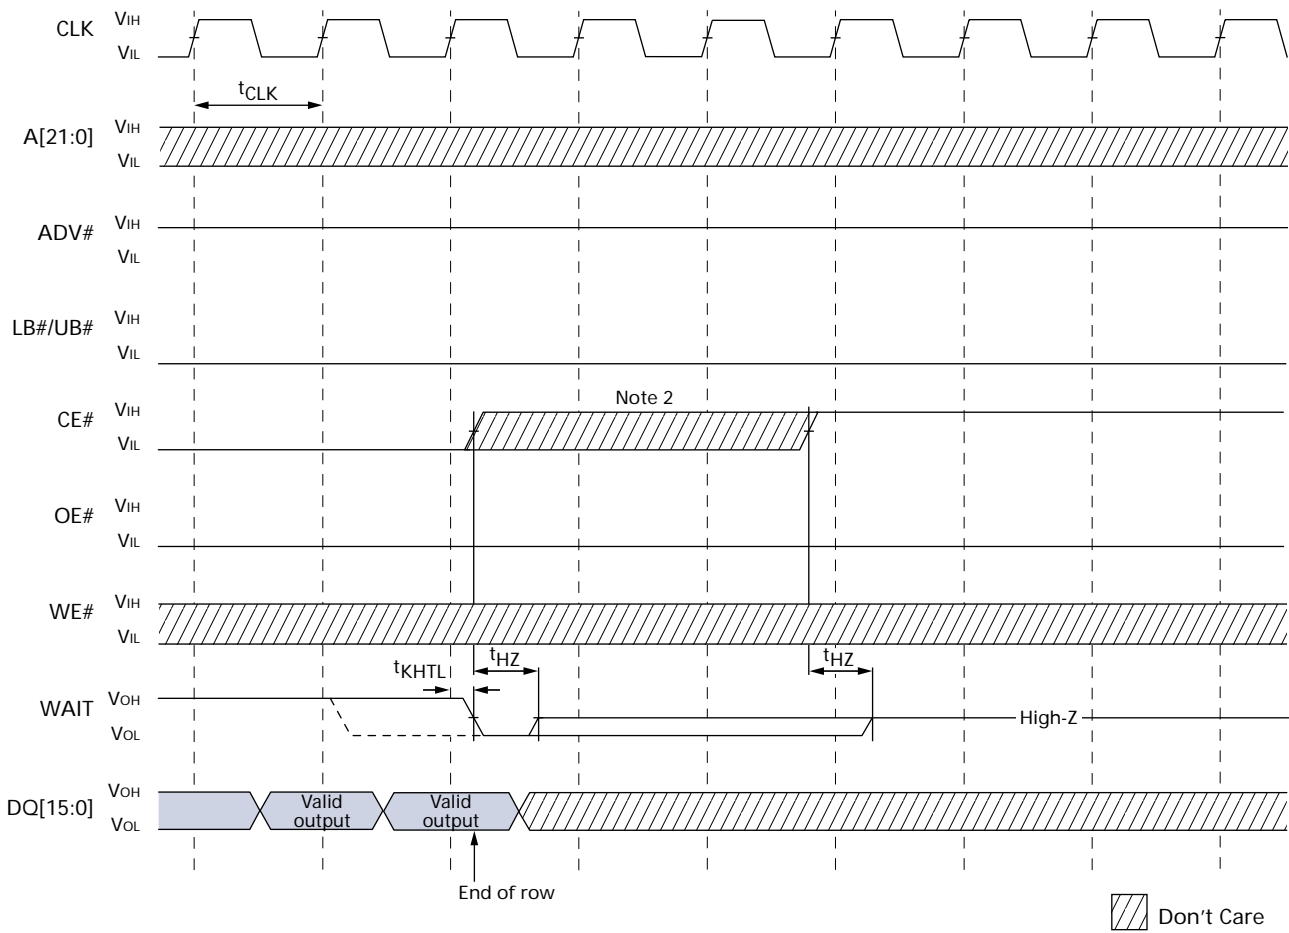 CLK
VIH
VIL
tCLK
A[21:0]
VIH
VIL
ADV#
VIH
VIL
LB#/UB#
VIH
VIL
Note 2
CE#
VIH
VIL
OE#
VIH
VIL
WE#
VIH
VIL
tKHTL
tHZ
tHZ
WAIT
VOH
VOL
High-Z
DQ[15:0]
VOH
VOL
Valid
output
Valid
output
End of row
Don't Care